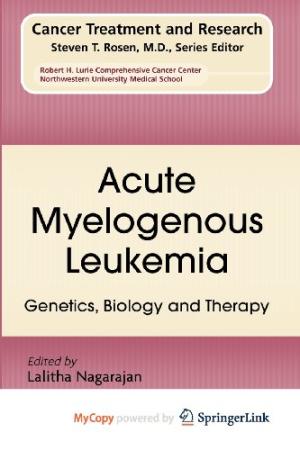 Cancer Treatment and Research
Steven T. Rosen, M.D., Series Editor
Robert H. Lurie Comprehensive Cancer Center
Northwestern University Medical School
Acute
Myelogenous
Leukemia
Genetics, Biology and Therapy
Edited by
Lalitha Nagarajan
MyCopy powered by SpringerLink